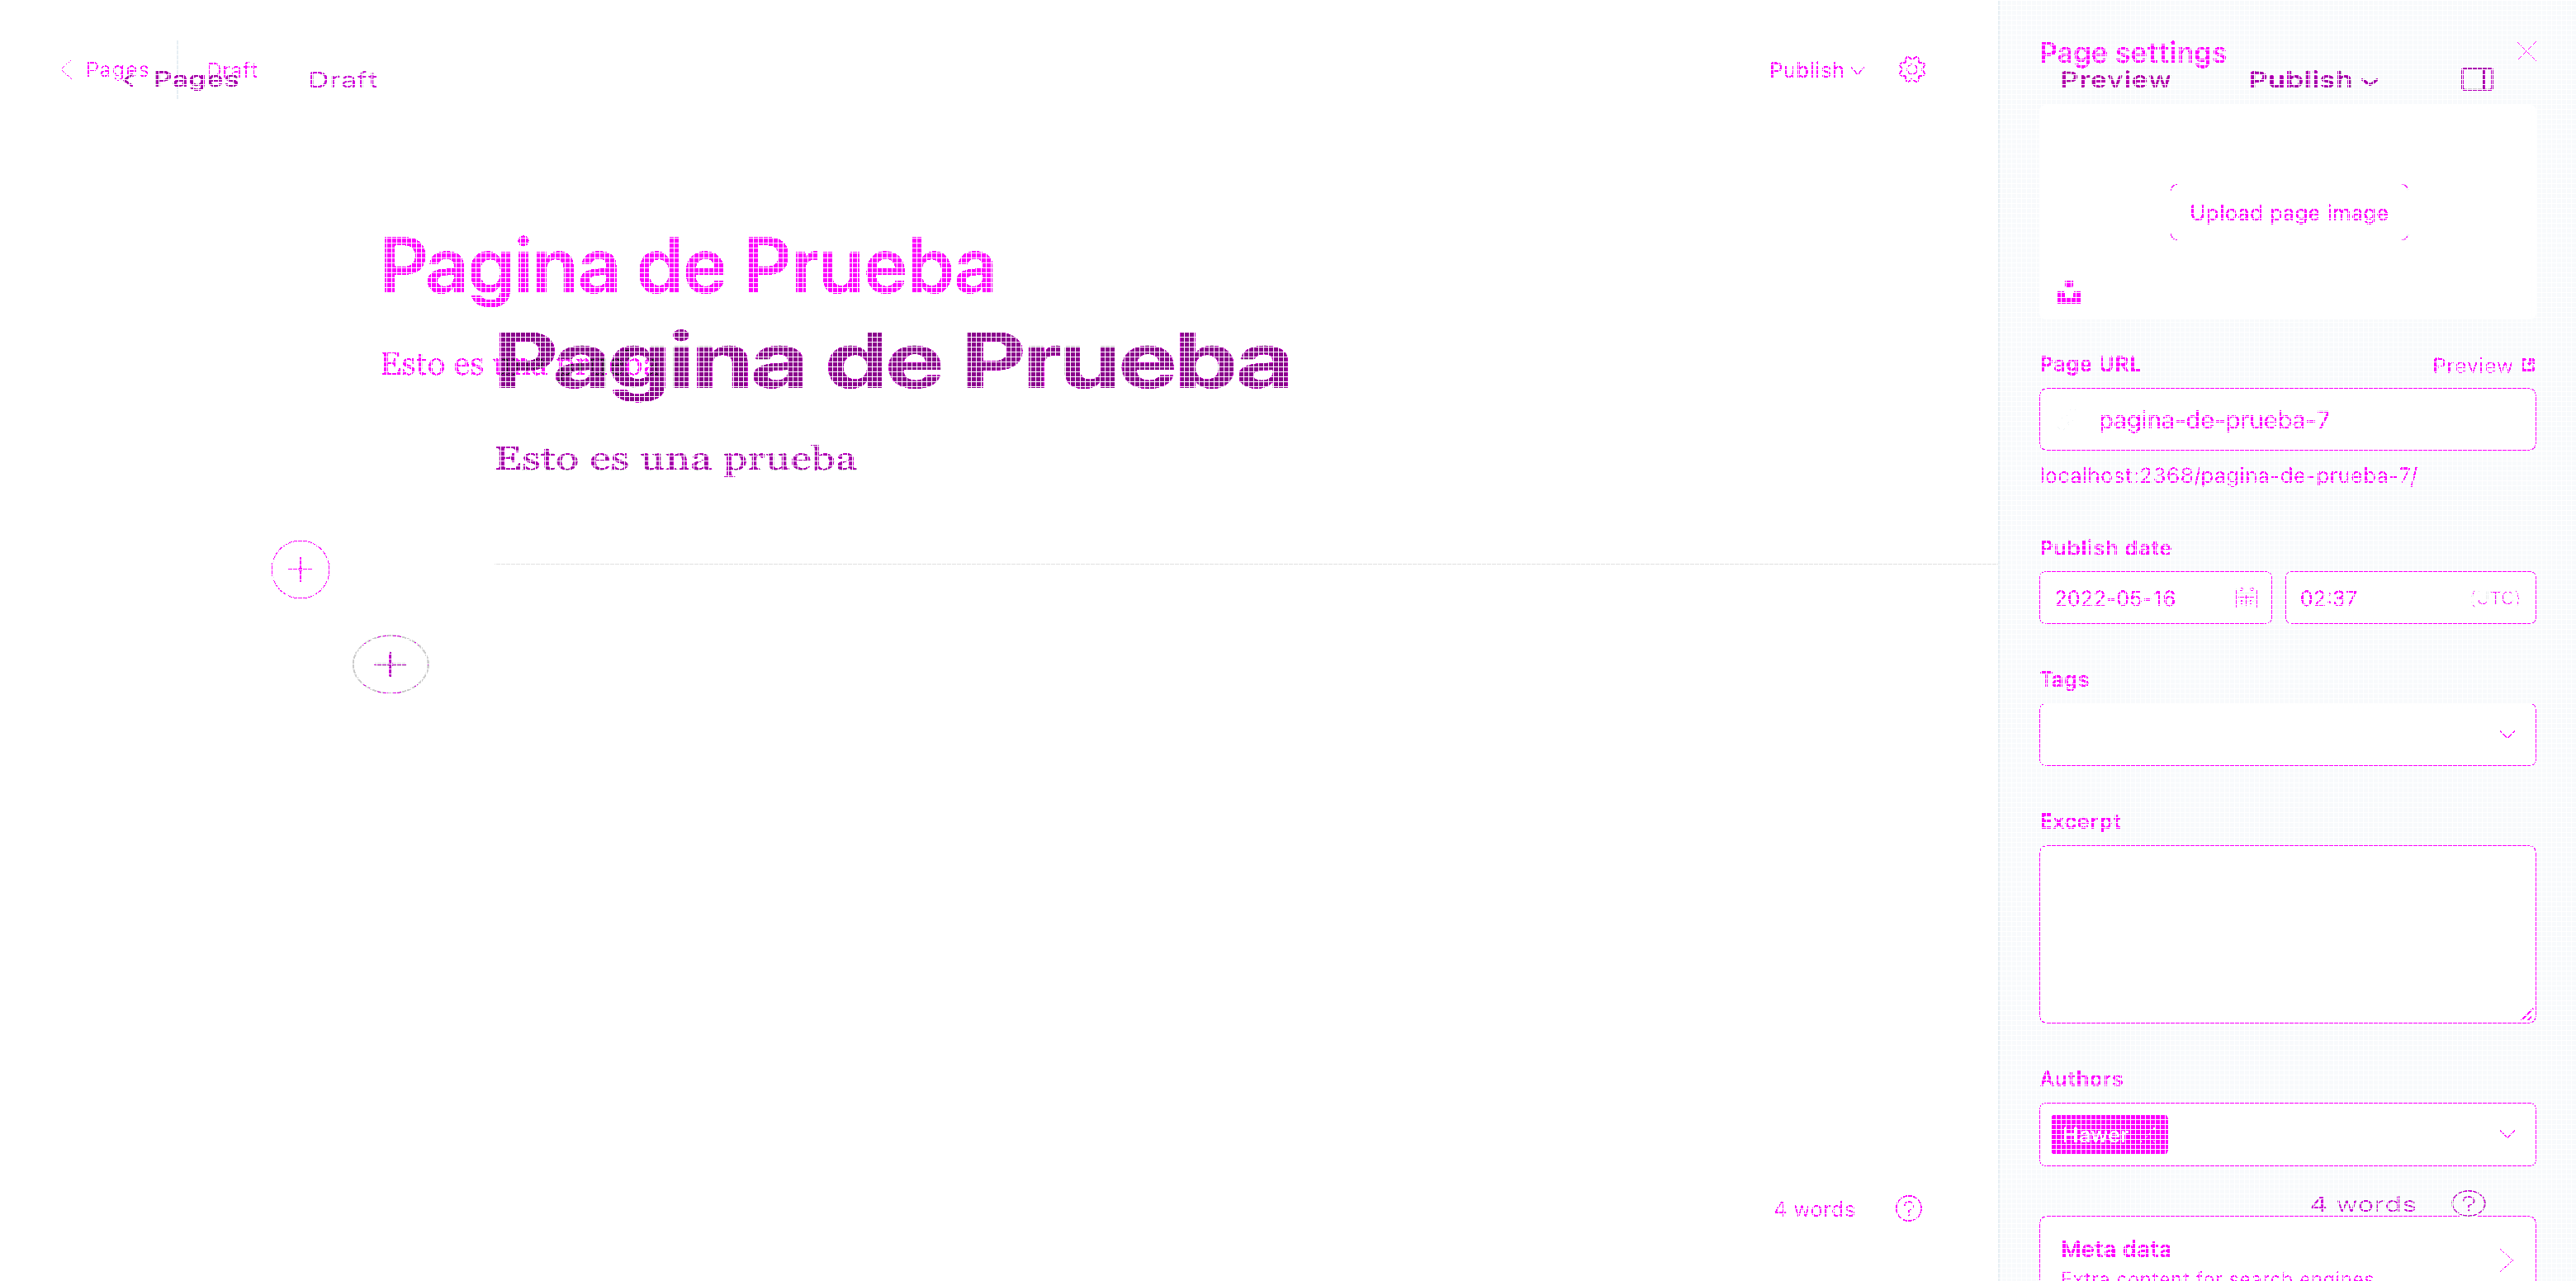 Pages Draft
Pages Draft
Publish
Page settings
Preview Publish
Upload page image
Pagina de Prueba
Esto es una
Pagina de Prueba
Esto es una prueba
Page URL Preview
pagina-de-prueba-7
localhost:2368/pagina-de-prueba-7/
Publish date
2022-05-16 02:37 (UTC)
Tags
Excerpt
Authors
Hawer
4 words
4 words
Meta data
Extra content for search engines